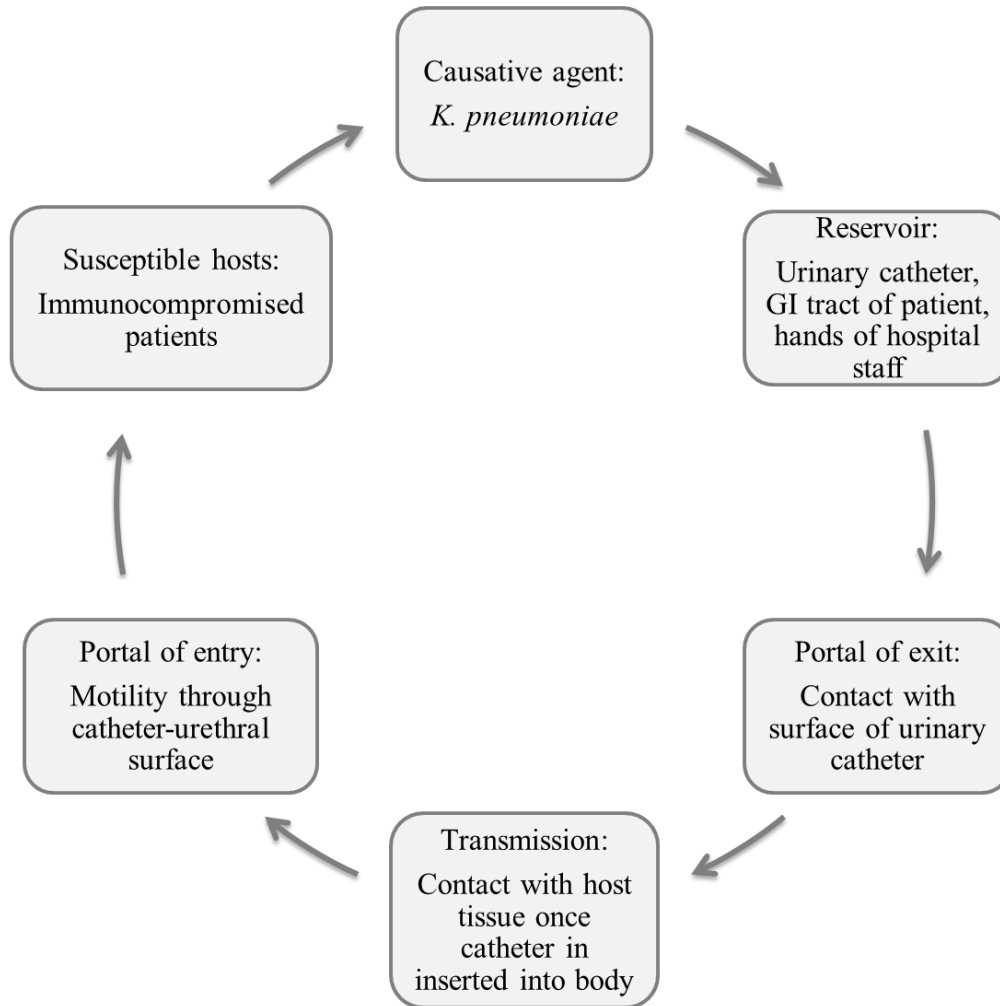 Causative agent:
K. pneumoniae
Reservoir:
Urinary catheter,
GI tract of patient,
hands of hospital
staff
Portal of exit:
Contact with
surface of urinary
catheter
Transmission:
Contact with host
tissue once
catheter in
inserted into body
Portal of entry:
Motility through
catheter-urethral
surface
Susceptible hosts:
Immunocompromised
patients